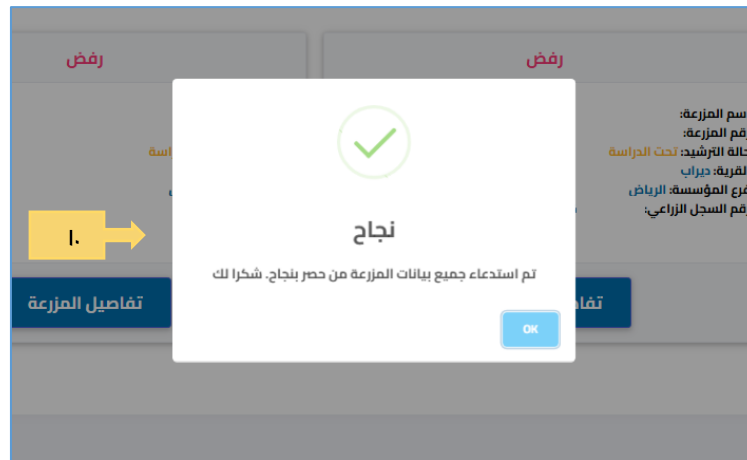 رفض
رفض
اسم المزرعة:
رقم المزرعة:
حالة الترشيد: تحت الدراسة
القرية: ديراب
فرع المؤسسة: الرياض
رقم السجل الزراعي:
نجاح
تم استدعاء جميع بيانات المزرعة من حصر بنجاح. شكرا لك
OK
١٠
تفاصيل المزرعة